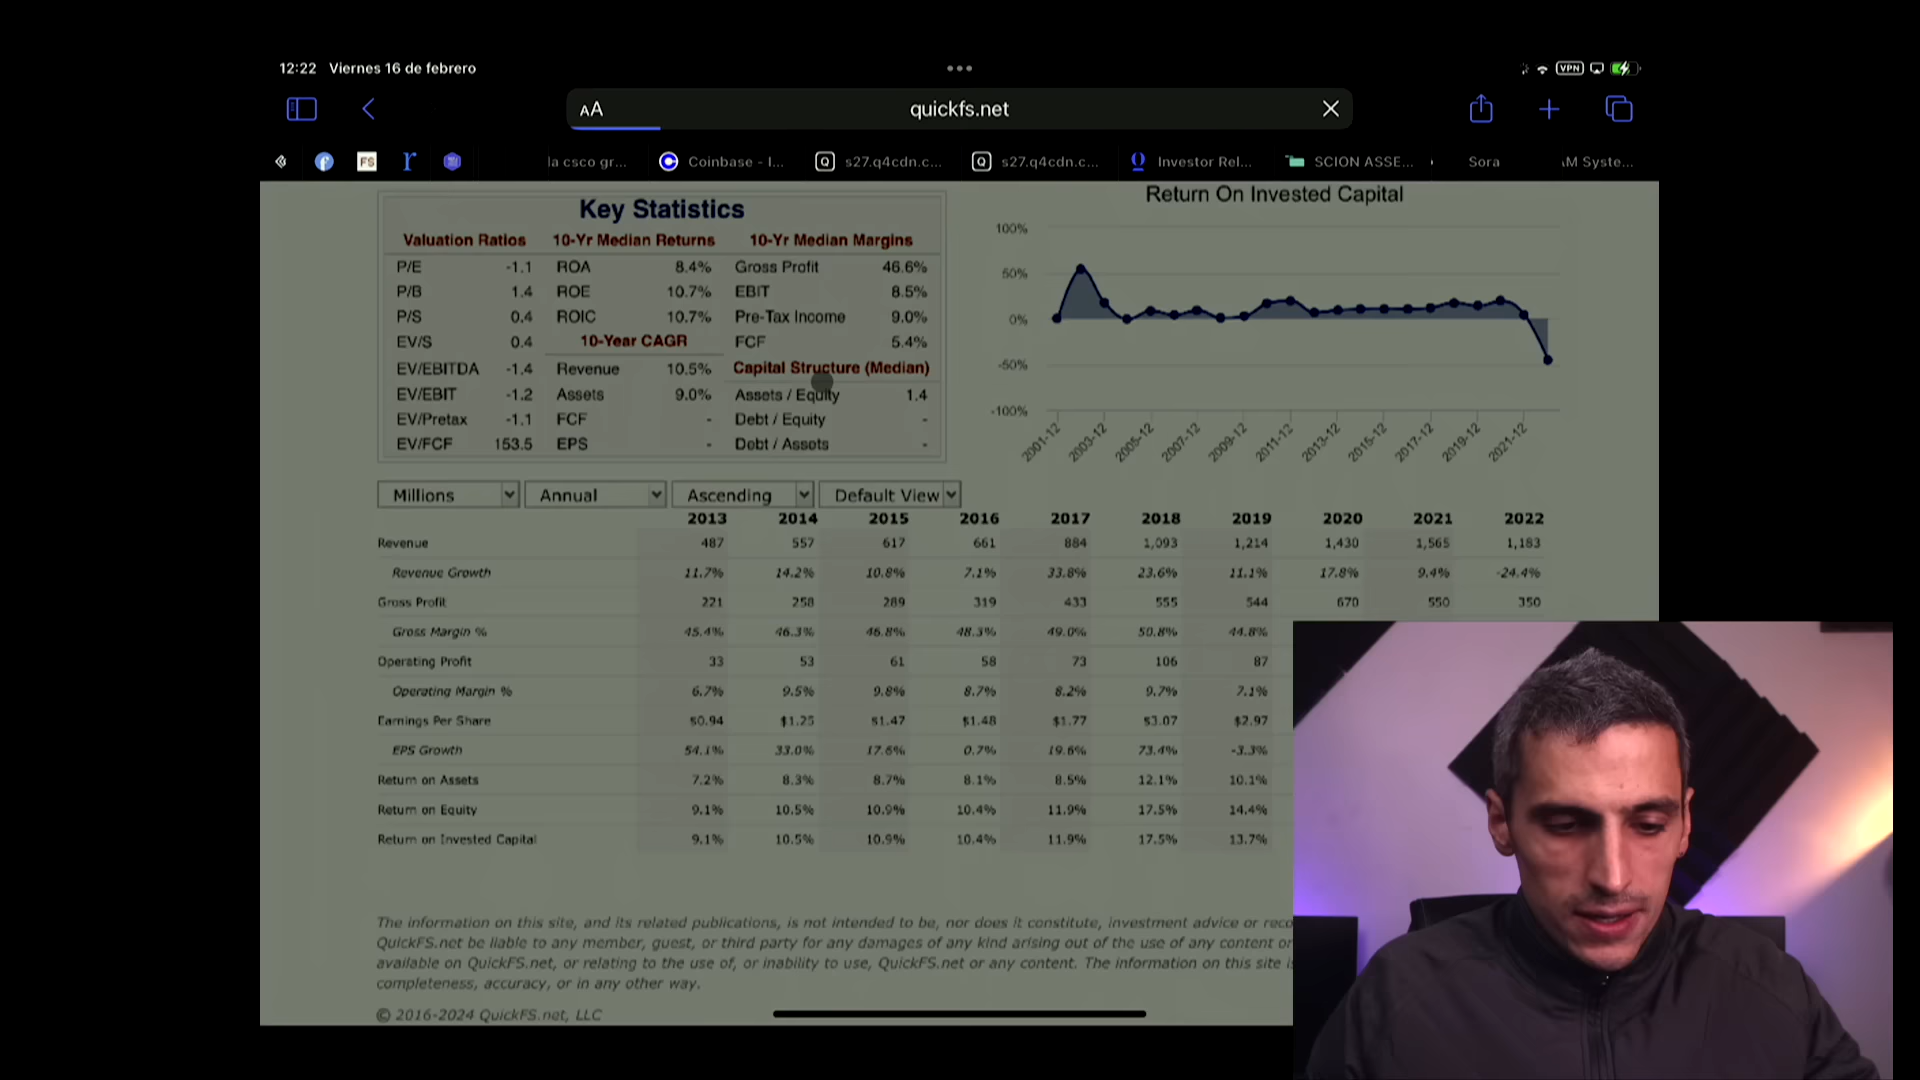 12:22 Viernes 16 de febrero
VPN
AA quickfs.net
FS r la csco gr... Coinbase - I... s27.q4cdn.c... s27.q4cdn.c... Investor Rel... SCION ASSE... Sora M Syste...
Key Statistics
Valuation Ratios 10-Yr Median Returns 10-Yr Median Margins
P/E -1.1 ROA 8.4% Gross Profit 46.6%
P/B 1.4 ROE 10.7% EBIT 8.5%
P/S 0.4 ROIC 10.7% Pre-Tax Income 9.0%
EV/S 0.4 10-Year CAGR FCF 5.4%
EV/EBITDA -1.4 Revenue 10.5% Capital Structure (Median)
EV/EBIT -1.2 Assets 9.0% Assets / Equity 1.4
EV/Pretax -1.1 FCF - Debt / Equity -
EV/FCF 153.5 EPS - Debt / Assets -
Return On Invested Capital
100%
50%
0%
-50%
-100%
2001-12 2003-12 2005-12 2007-12 2009-12 2011-12 2013-12 2015-12 2017-12 2019-12 2021-12
Millions Annual Ascending Default View
2013 2014 2015 2016 2017 2018 2019 2020 2021 2022
Revenue 487 557 617 661 884 1,093 1,214 1,430 1,565 1,183
Revenue Growth 11.7% 14.2% 10.8% 7.1% 33.8% 23.6% 11.1% 17.8% 9.4% -24.4%
Gross Profit 221 258 289 319 433 555 544 670 550 350
Gross Margin % 45.4% 46.3% 46.8% 48.3% 49.0% 50.8% 44.8%
Operating Profit 33 53 61 58 73 106 87
Operating Margin % 6.7% 9.5% 9.8% 8.7% 8.2% 9.7% 7.1%
Earnings Per Share $0.94 $1.25 $1.47 $1.48 $1.77 $3.07 $2.97
EPS Growth 54.1% 33.0% 17.6% 0.7% 19.6% 73.4% -3.3%
Return on Assets 7.2% 8.3% 8.7% 8.1% 8.5% 12.1% 10.1%
Return on Equity 9.1% 10.5% 10.9% 10.4% 11.9% 17.5% 14.4%
Return on Invested Capital 9.1% 10.5% 10.9% 10.4% 11.9% 17.5% 13.7%
The information on this site, and its related publications, is not intended to be, nor does it constitute, investment advice or reco
QuickFS.net be liable to any member, guest, or third party for any damages of any kind arising out of the use of any content or
available on QuickFS.net, or relating to the use of, or inability to use, QuickFS.net or any content. The information on this site i
completeness, accuracy, or in any other way.
© 2016-2024 QuickFS.net, LLC